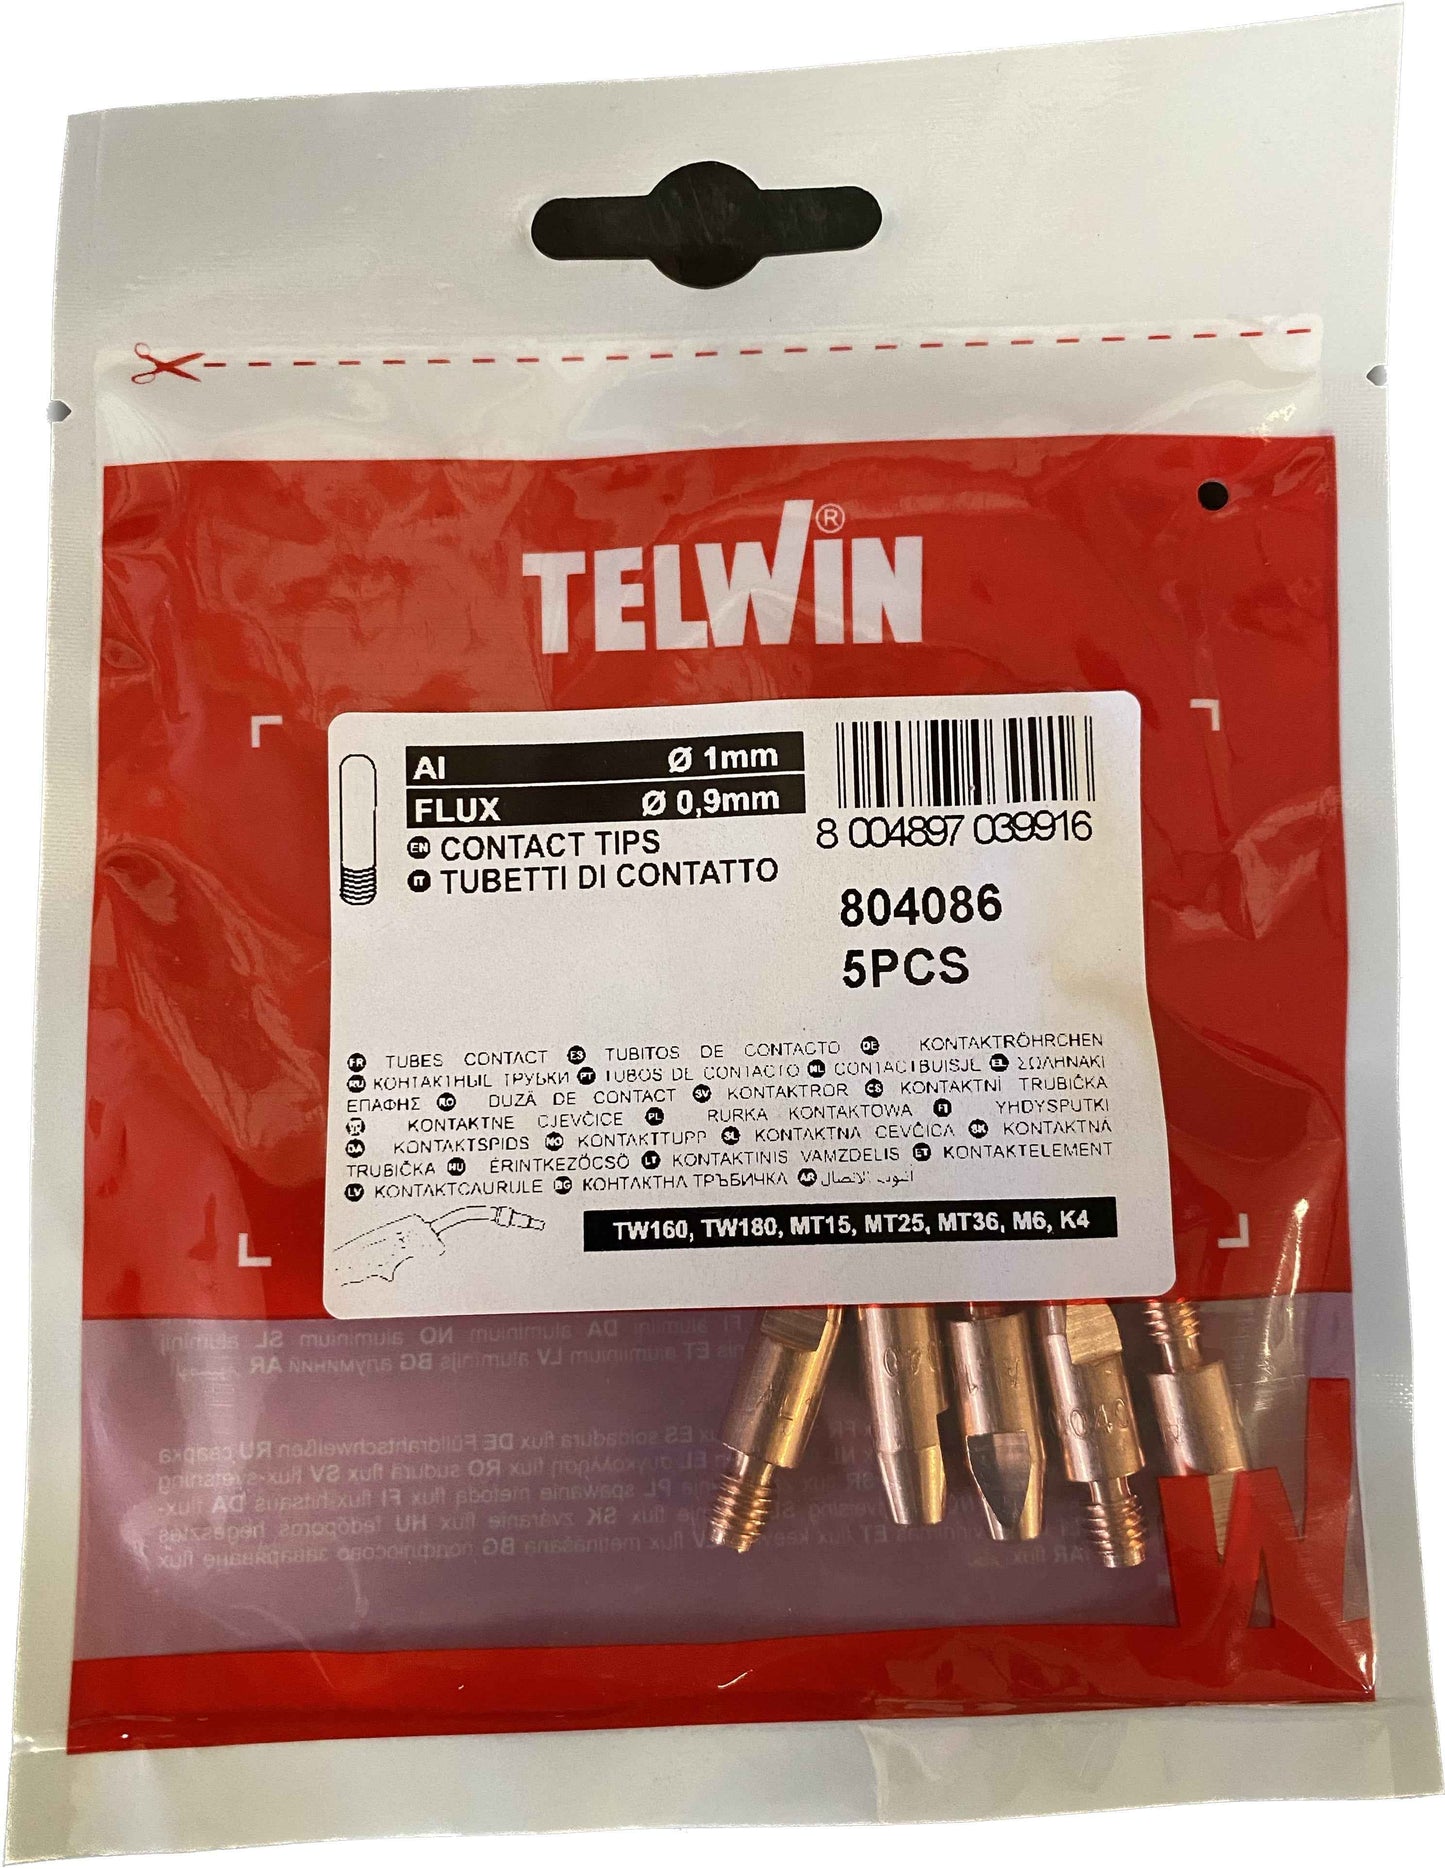 TELWIN®
Al Ø 1mm
FLUX Ø 0,9mm
EN CONTACT TIPS
IT TUBETTI DI CONTATTO
8 004897 039916
804086
5PCS
FR TUBES CONTACT ES TUBITOS DE CONTACTO DE KONTAKTRÖHRCHEN
RU КОНТАКТНЫЕ ТРУБКИ PT TUBOS DE CONTACTO NL CONTACTBUISJE EL ΣΩΛΗΝΑΚΙ
ΕΠΑΦΗΣ RO DUZĂ DE CONTACT SV KONTAKTROR CS KONTAKTNÍ TRUBIČKA
KONTAKTNE CJEVČICE PL RURKA KONTAKTOWA FI YHDYSPUTKI
DA KONTAKTSPIDS NO KONTAKTTUPP SL KONTAKTNA CEVČICA SK KONTAKTNA
TRUBIČKA HU ÉRINTKEZŐCSŐ LT KONTAKTINIS VAMZDELIS ET KONTAKTELEMENT
LV KONTAKTCAURULE BG КОНТАКТНА ТРЪБИЧКА AR انبوب الاتصال
TW160, TW180, MT15, MT25, MT36, M6, K4